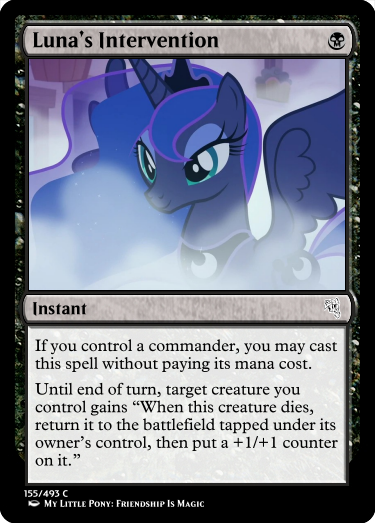 Luna's Intervention
Instant
If you control a commander, you may cast
this spell without paying its mana cost.
Until end of turn, target creature you
control gains “When this creature dies,
return it to the battlefield tapped under its
owner's control, then put a +1/+1 counter
on it.”
155/493 C
My Little Pony: Friendship Is Magic